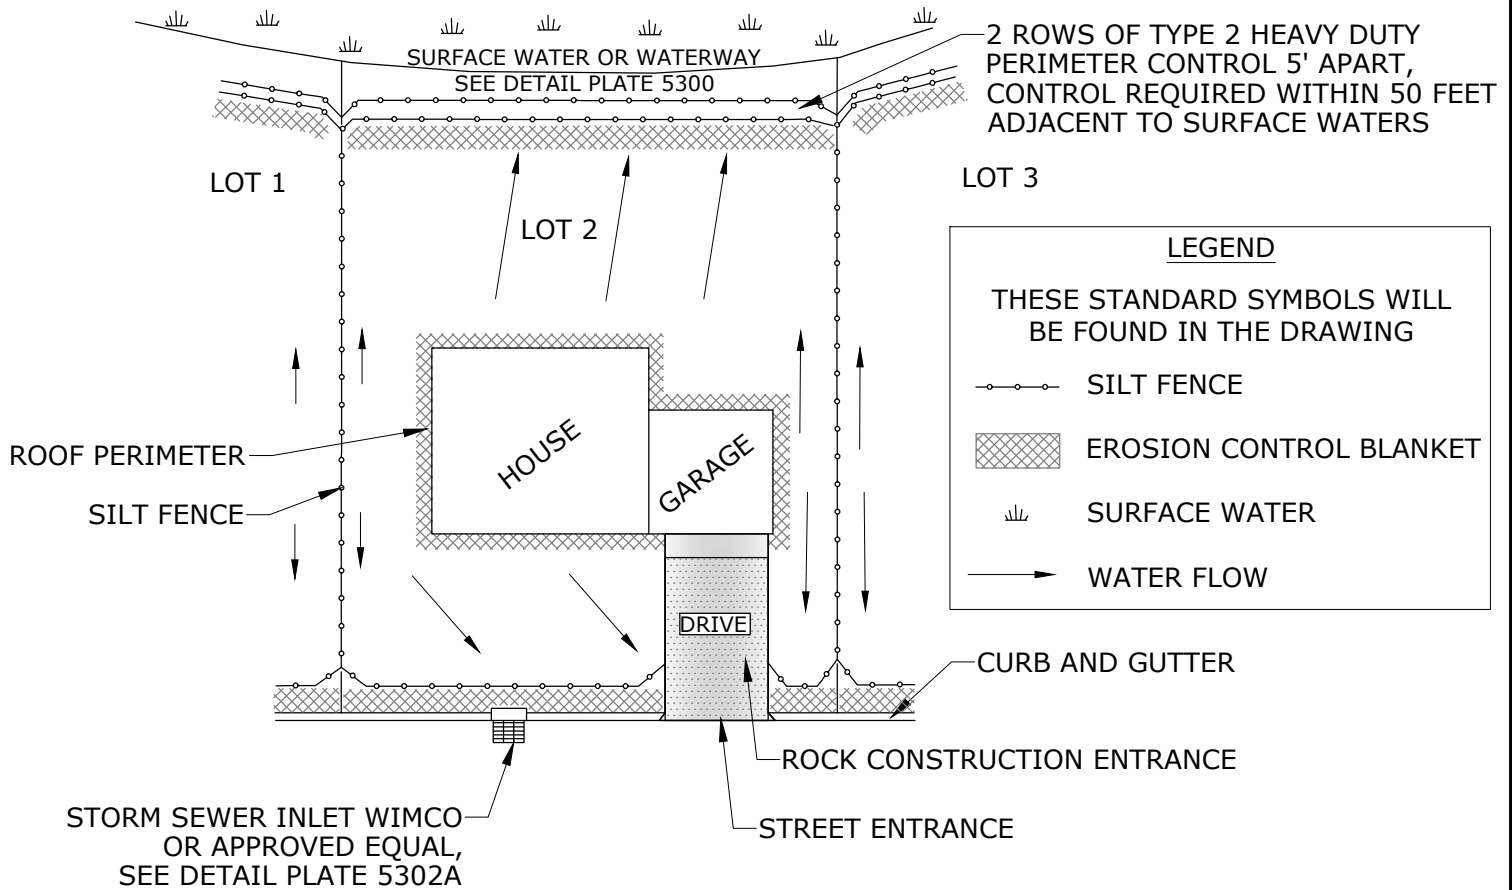 SURFACE WATER OR WATERWAY
SEE DETAIL PLATE 5300
2 ROWS OF TYPE 2 HEAVY DUTY
PERIMETER CONTROL 5' APART,
CONTROL REQUIRED WITHIN 50 FEET
ADJACENT TO SURFACE WATERS
LOT 1
LOT 2
LOT 3
LEGEND
THESE STANDARD SYMBOLS WILL
BE FOUND IN THE DRAWING
SILT FENCE
EROSION CONTROL BLANKET
SURFACE WATER
WATER FLOW
ROOF PERIMETER
SILT FENCE
HOUSE
GARAGE
DRIVE
CURB AND GUTTER
ROCK CONSTRUCTION ENTRANCE
STREET ENTRANCE
STORM SEWER INLET WIMCO
OR APPROVED EQUAL,
SEE DETAIL PLATE 5302A